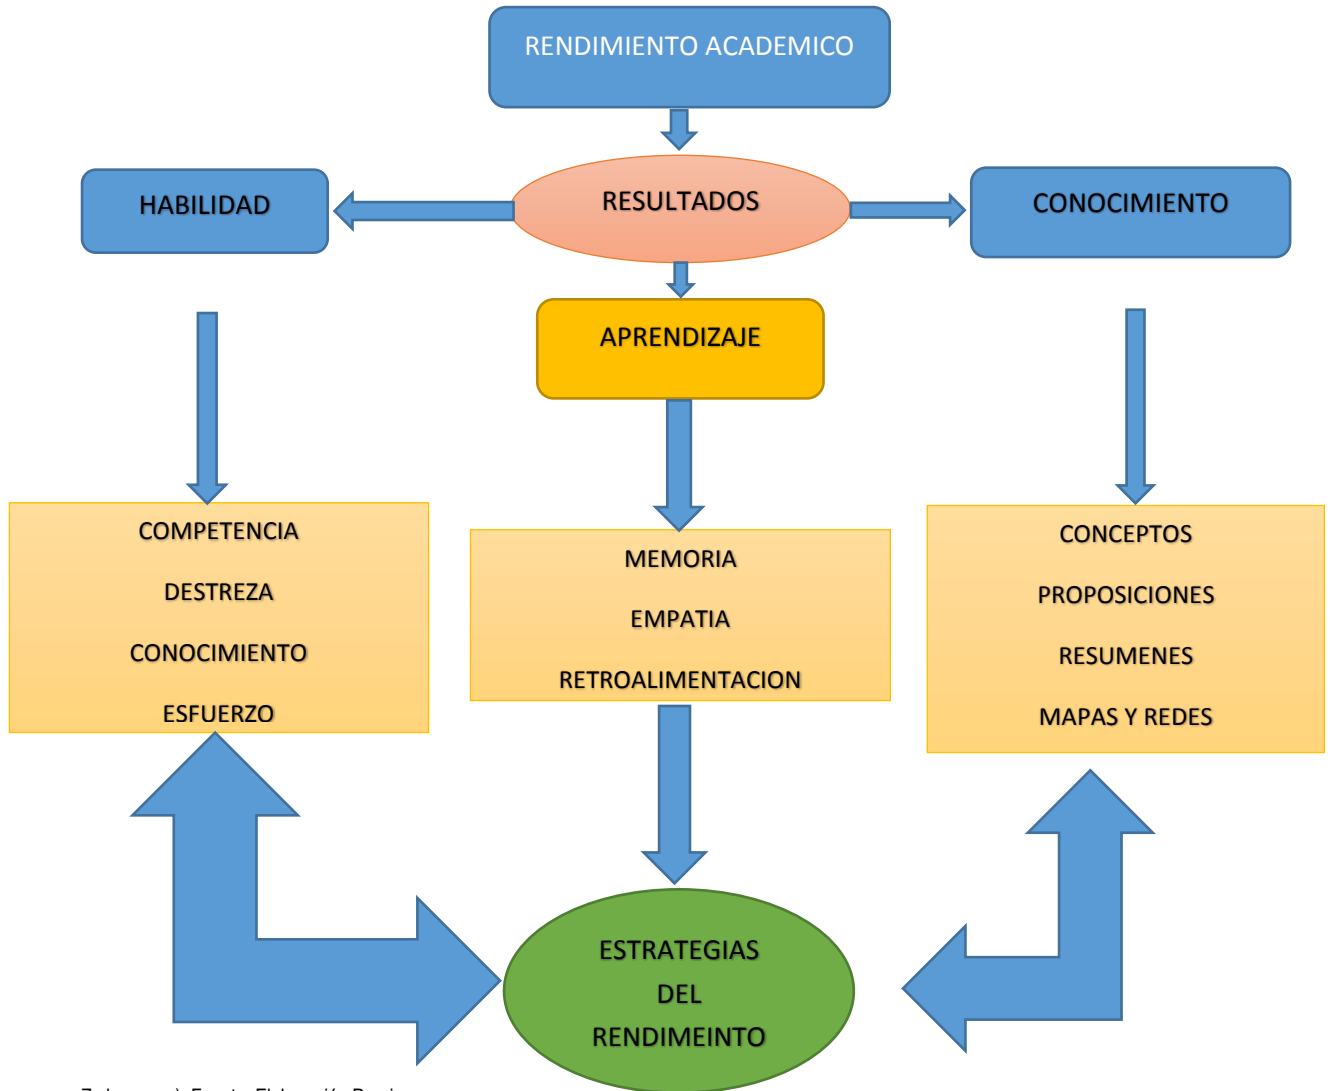 RENDIMIENTO ACADEMICO
HABILIDAD
RESULTADOS
CONOCIMIENTO
APRENDIZAJE
COMPETENCIA
DESTREZA
CONOCIMIENTO
ESFUERZO
MEMORIA
EMPATIA
RETROALIMENTACION
CONCEPTOS
PROPOSICIONES
RESUMENES
MAPAS Y REDES
ESTRATEGIAS
DEL
RENDIMEINTO